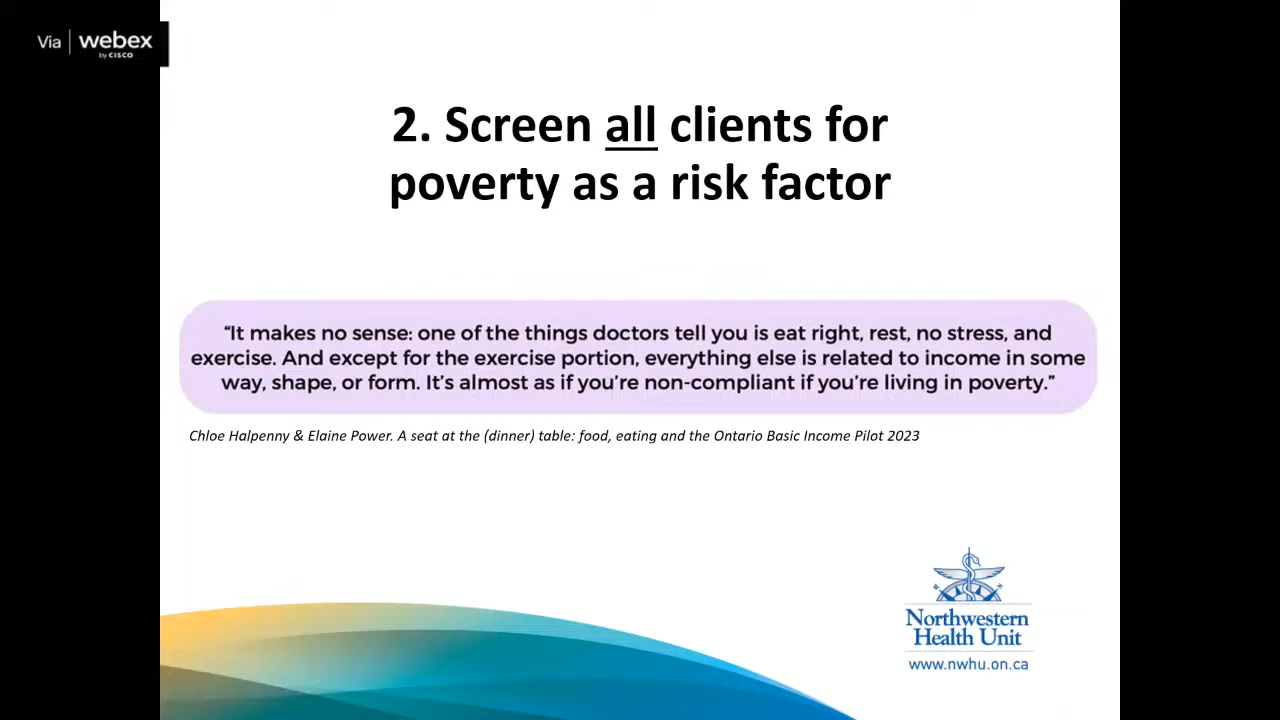 Via | webex
by CISCO
2. Screen all clients for
poverty as a risk factor
“It makes no sense: one of the things doctors tell you is eat right, rest, no stress, and
exercise. And except for the exercise portion, everything else is related to income in some
way, shape, or form. It’s almost as if you’re non-compliant if you’re living in poverty.”
Chloe Halpenny & Elaine Power. A seat at the (dinner) table: food, eating and the Ontario Basic Income Pilot 2023
N N
Northwestern
Health Unit
www.nwhu.on.ca